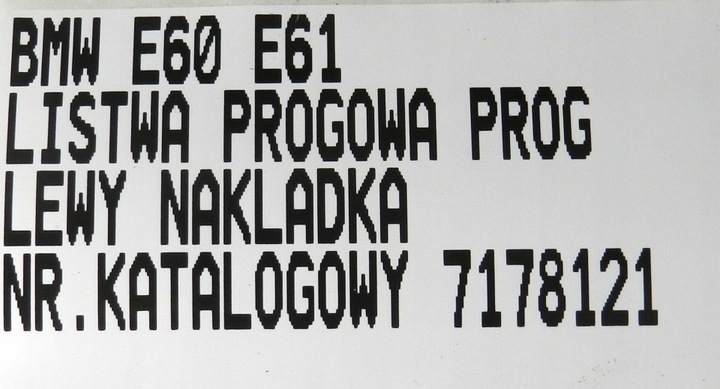 BMW E60 E61
LISTWA PROGOWA PROG
LEWY NAKLADKA
NR.KATALOGOWY 7178121